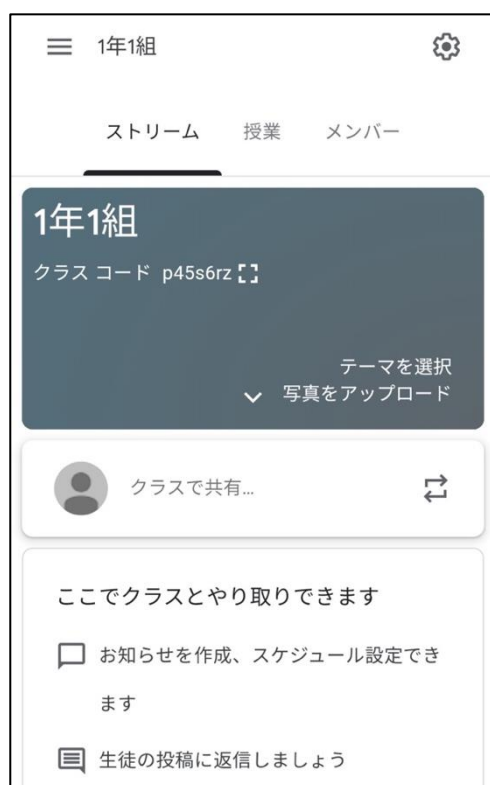 1年1組
ストリーム 授業 メンバー
1年1組
クラス コード p45s6rz
テーマを選択
写真をアップロード
クラスで共有...
ここでクラスとやり取りできます
お知らせを作成、スケジュール設定でき
ます
生徒の投稿に返信しましょう